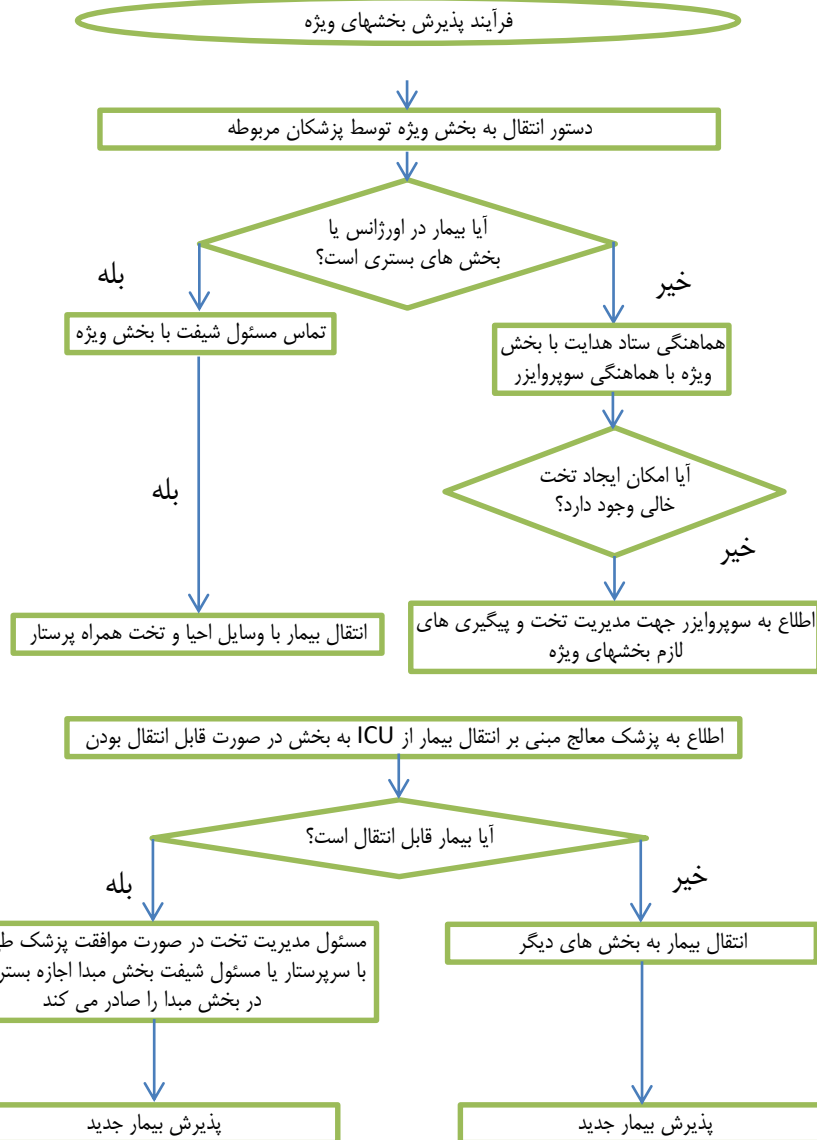 فرآیند پذیرش بخشهای ویژه
دستور انتقال به بخش ویژه توسط پزشکان مربوطه
آیا بیمار در اورژانس یا
بخش های بستری است؟
بله
خیر
تماس مسئول شیفت با بخش ویژه
هماهنگی ستاد هدایت با بخش
ویژه با هماهنگی سوپروایزر
آیا امکان ایجاد تخت
خالی وجود دارد؟
بله
خیر
انتقال بیمار با وسایل احیا و تخت همراه پرستار
اطلاع به سوپروایزر جهت مدیریت تخت و پیگیری های
لازم بخشهای ویژه
اطلاع به پزشک معالج مبنی بر انتقال بیمار از ICU به بخش در صورت قابل انتقال بودن
آیا بیمار قابل انتقال است؟
بله
خیر
مسئول مدیریت تخت در صورت موافقت پزشک
با سرپرستار یا مسئول شیفت بخش مبدا اجازه
در بخش مبدا را صادر می کند
انتقال بیمار به بخش های دیگر
پذیرش بیمار جدید
پذیرش بیمار جدید